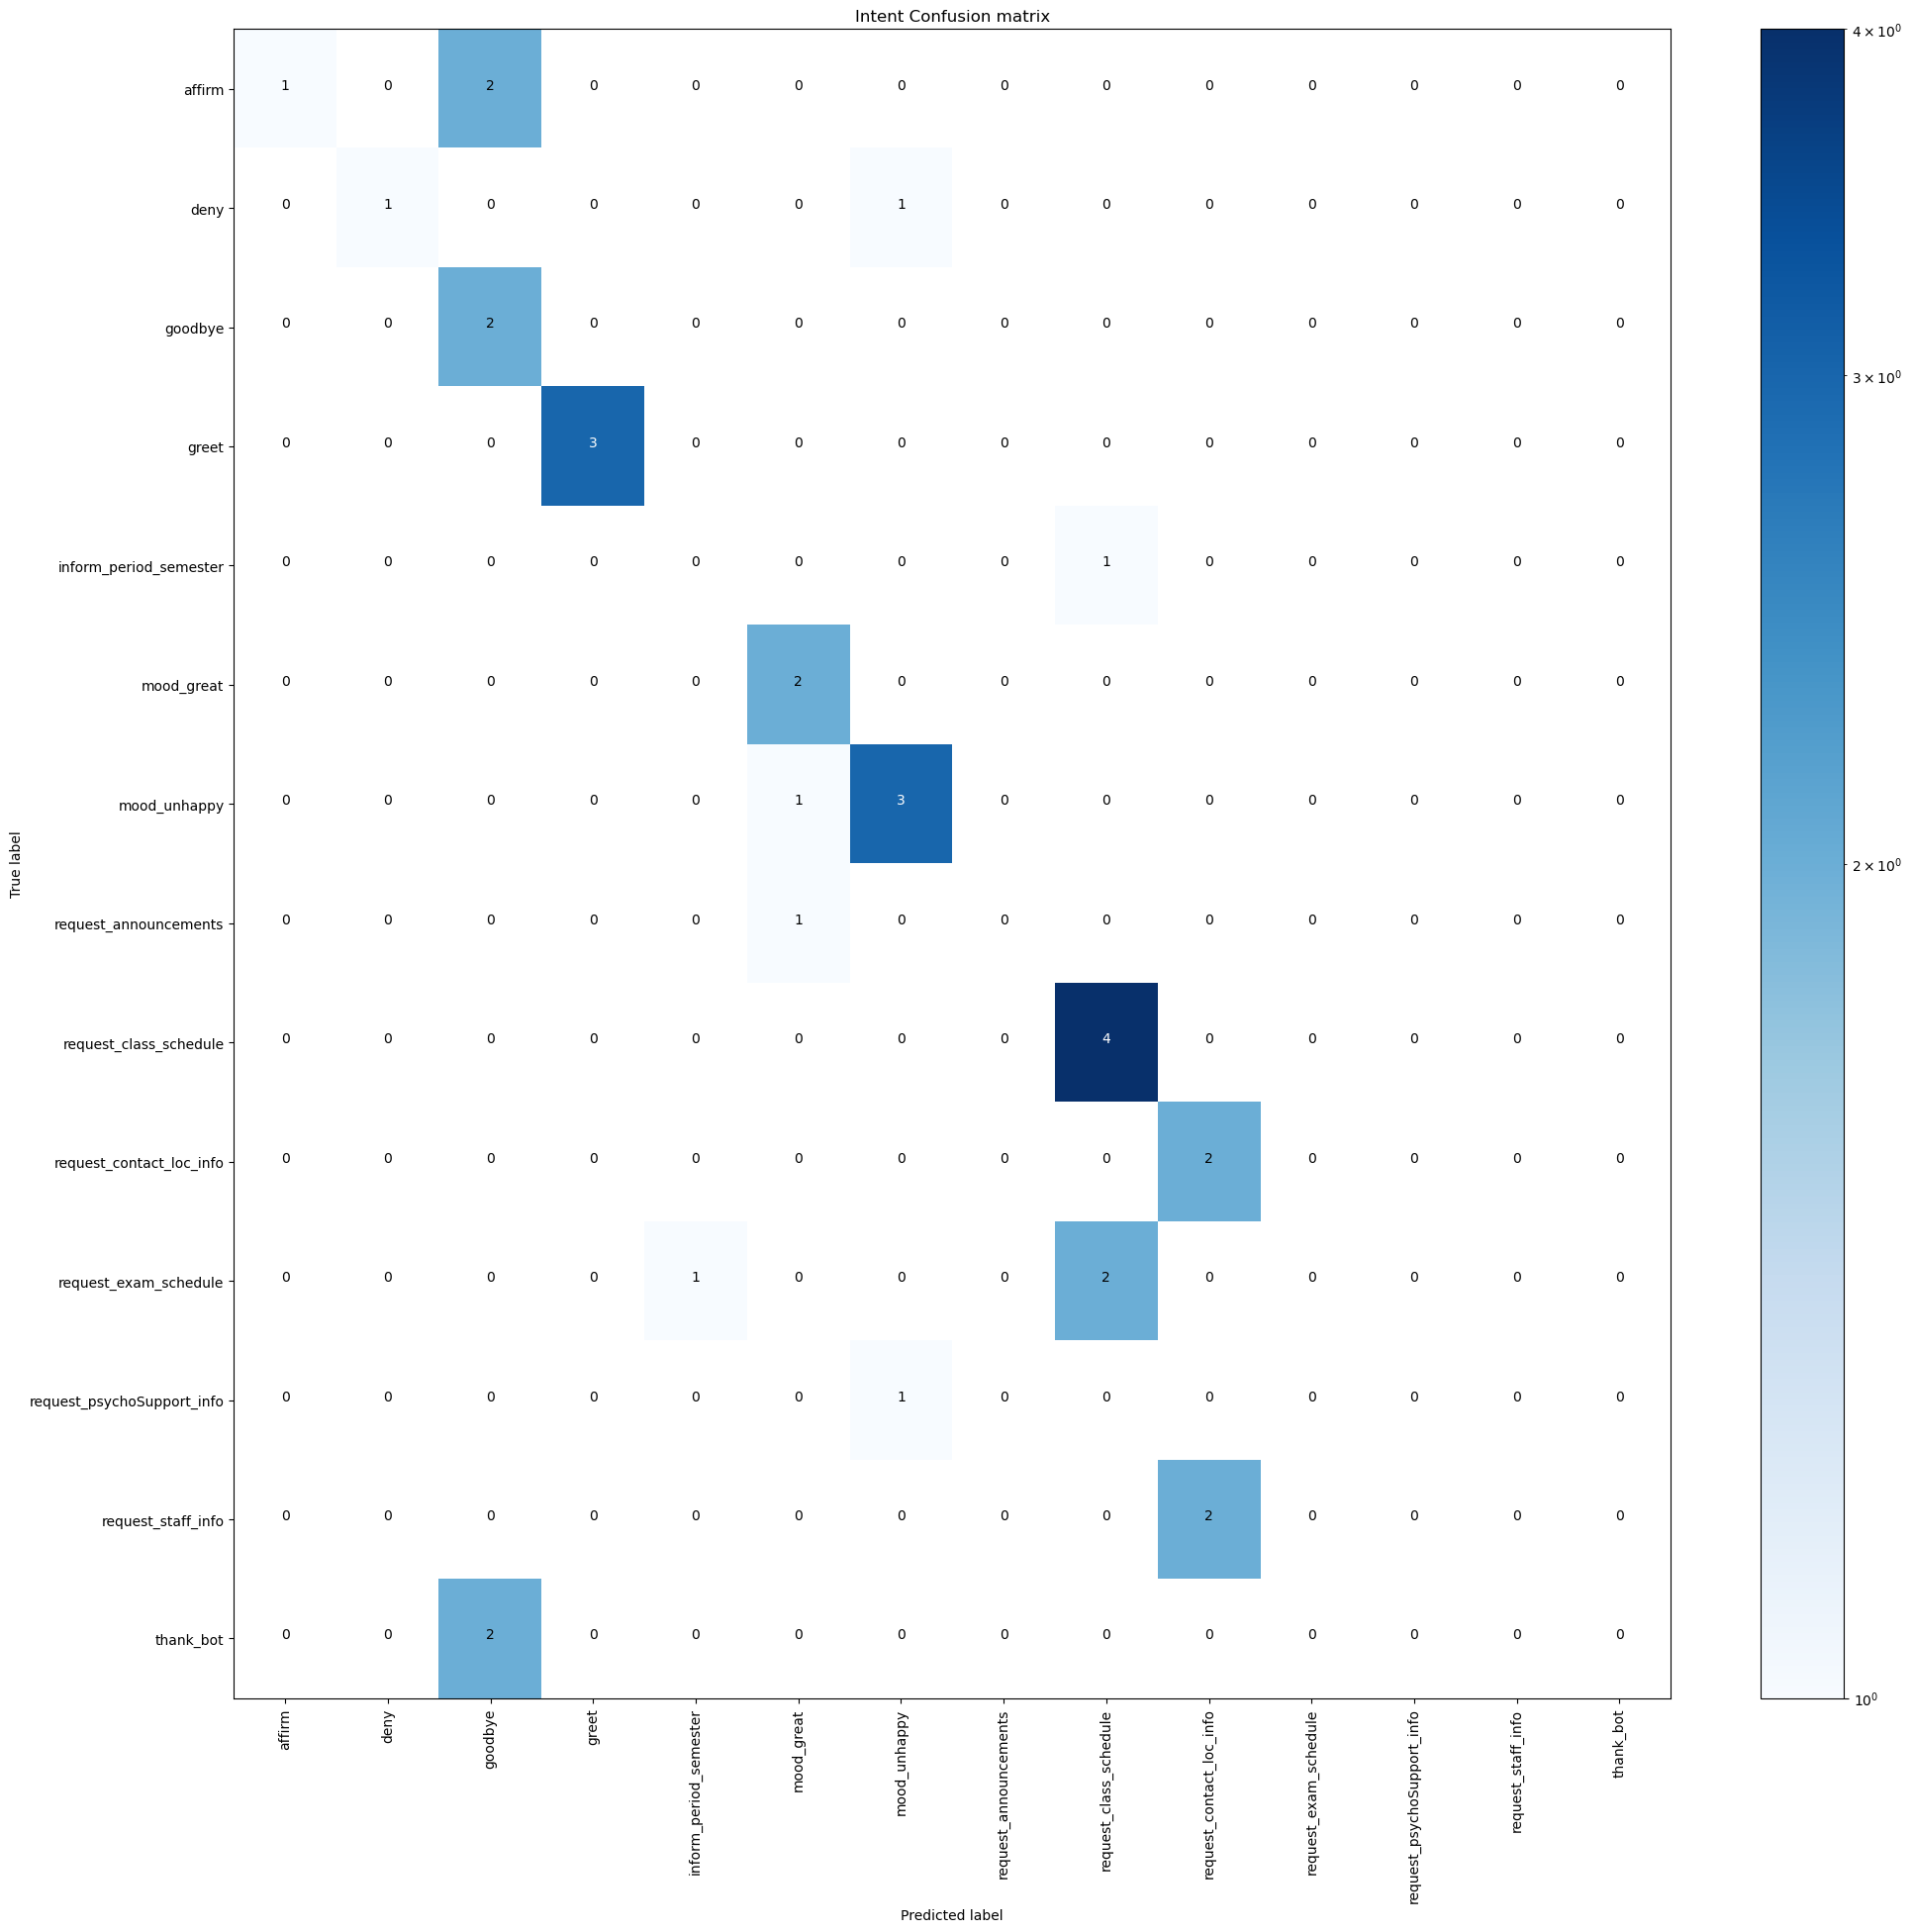 Intent Confusion matrix
True label
affirm 1 0 2 0 0 0 0 0 0 0 0 0 0 0
deny 0 1 0 0 0 0 1 0 0 0 0 0 0 0
goodbye 0 0 2 0 0 0 0 0 0 0 0 0 0 0
greet 0 0 0 3 0 0 0 0 0 0 0 0 0 0
inform_period_semester 0 0 0 0 0 0 0 0 1 0 0 0 0 0
mood_great 0 0 0 0 0 2 0 0 0 0 0 0 0 0
mood_unhappy 0 0 0 0 0 1 3 0 0 0 0 0 0 0
request_announcements 0 0 0 0 0 1 0 0 0 0 0 0 0 0
request_class_schedule 0 0 0 0 0 0 0 0 4 0 0 0 0 0
request_contact_loc_info 0 0 0 0 0 0 0 0 0 2 0 0 0 0
request_exam_schedule 0 0 0 0 1 0 0 0 2 0 0 0 0 0
request_psychoSupport_info 0 0 0 0 0 0 1 0 0 0 0 0 0 0
request_staff_info 0 0 0 0 0 0 0 0 0 2 0 0 0 0
thank_bot 0 0 2 0 0 0 0 0 0 0 0 0 0 0
affirm
deny
goodbye
greet
inform_period_semester
mood_great
mood_unhappy
request_announcements
request_class_schedule
request_contact_loc_info
request_exam_schedule
request_psychoSupport_info
request_staff_info
thank_bot
Predicted label
4 × 10⁰
3 × 10⁰
2 × 10⁰
10⁰